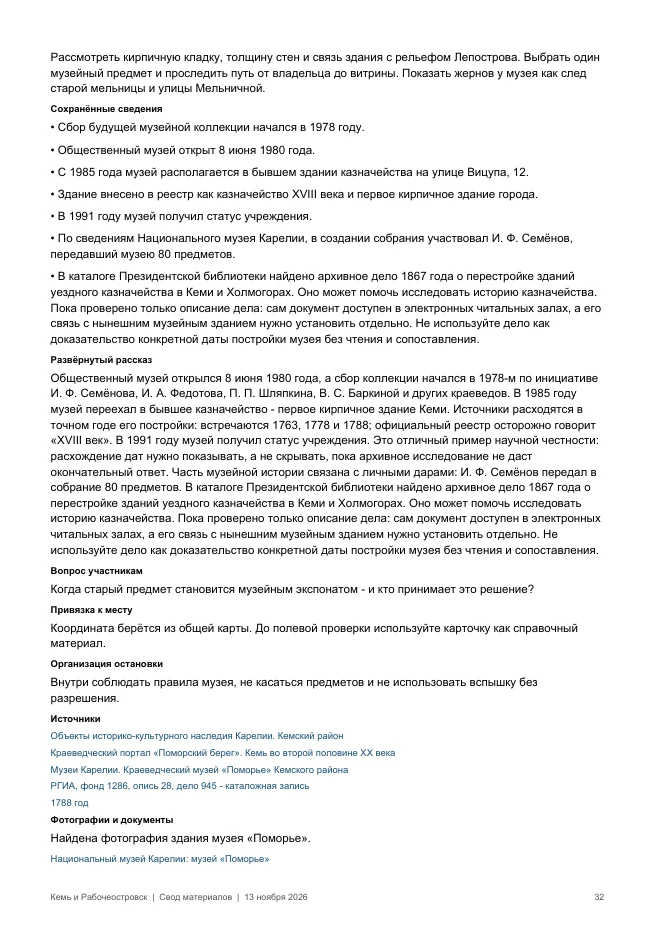 Рассмотреть кирпичную кладку, толщину стен и связь здания с рельефом Лепострова. Выбрать один
музейный предмет и проследить путь от владельца до витрины. Показать жернов у музея как след
старой мельницы и улицы Мельничной.
Сохранённые сведения
• Сбор будущей музейной коллекции начался в 1978 году.
• Общественный музей открыт 8 июня 1980 года.
• С 1985 года музей располагается в бывшем здании казначейства на улице Вицупа, 12.
• Здание внесено в реестр как казначейство XVIII века и первое кирпичное здание города.
• В 1991 году музей получил статус учреждения.
• По сведениям Национального музея Карелии, в создании собрания участвовал И. Ф. Семёнов,
передавший музею 80 предметов.
• В каталоге Президентской библиотеки найдено архивное дело 1867 года о перестройке зданий
уездного казначейства в Кеми и Холмогорах. Оно может помочь исследовать историю казначейства.
Пока проверено только описание дела: сам документ доступен в электронных читальных залах, а его
связь с нынешним музейным зданием нужно установить отдельно. Не используйте дело как
доказательство конкретной даты постройки музея без чтения и сопоставления.
Развёрнутый рассказ
Общественный музей открылся 8 июня 1980 года, а сбор коллекции начался в 1978-м по инициативе
И. Ф. Семёнова, И. А. Федотова, П. П. Шляпкина, В. С. Баркиной и других краеведов. В 1985 году
музей переехал в бывшее казначейство - первое кирпичное здание Кеми. Источники расходятся в
точном годе его постройки: встречаются 1763, 1778 и 1788; официальный реестр осторожно говорит
«XVIII век». В 1991 году музей получил статус учреждения. Это отличный пример научной честности:
расхождение дат нужно показывать, а не скрывать, пока архивное исследование не даст
окончательный ответ. Часть музейной истории связана с личными дарами: И. Ф. Семёнов передал в
собрание 80 предметов. В каталоге Президентской библиотеки найдено архивное дело 1867 года о
перестройке зданий уездного казначейства в Кеми и Холмогорах. Оно может помочь исследовать
историю казначейства. Пока проверено только описание дела: сам документ доступен в электронных
читальных залах, а его связь с нынешним музейным зданием нужно установить отдельно. Не
используйте дело как доказательство конкретной даты постройки музея без чтения и сопоставления.
Вопрос участникам
Когда старый предмет становится музейным экспонатом - и кто принимает это решение?
Привязка к месту
Координата берётся из общей карты. До полевой проверки используйте карточку как справочный
материал.
Организация остановки
Внутри соблюдать правила музея, не касаться предметов и не использовать вспышку без
разрешения.
Источники
Объекты историко-культурного наследия Карелии. Кемский район
Краеведческий портал «Поморский берег». Кемь во второй половине XX века
Музеи Карелии. Краеведческий музей «Поморье» Кемского района
РГИА, фонд 1286, опись 28, дело 945 - каталожная запись
1788 год
Фотографии и документы
Найдена фотография здания музея «Поморье».
Национальный музей Карелии: музей «Поморье»
Кемь и Рабочеостровск | Свод материалов | 13 ноября 2026
32